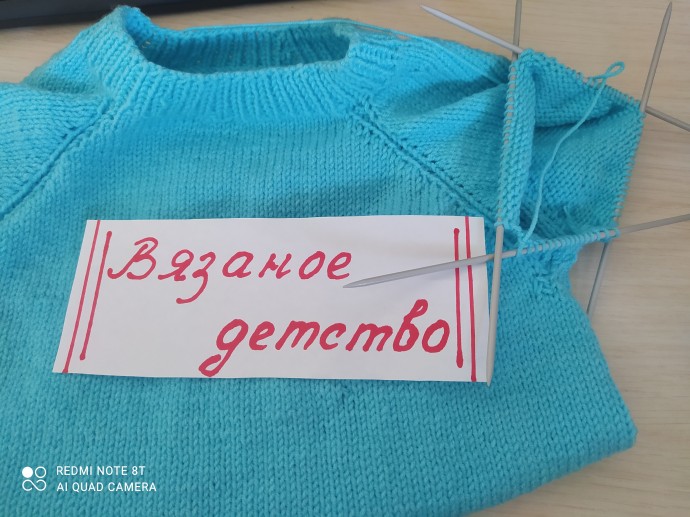 Вязаное
детство
REDMI NOTE 8T
AI QUAD CAMERA